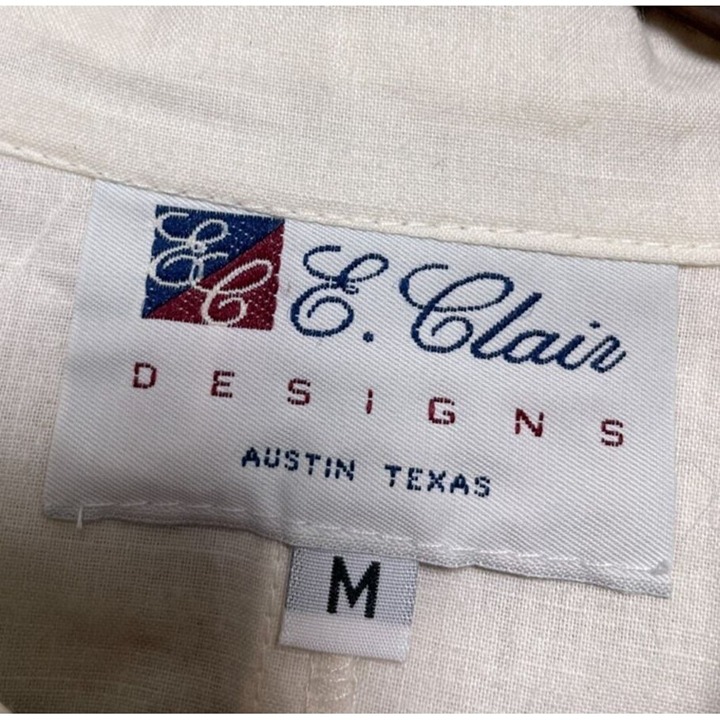 EC
E. Clair
DESIGNS
AUSTIN TEXAS
M